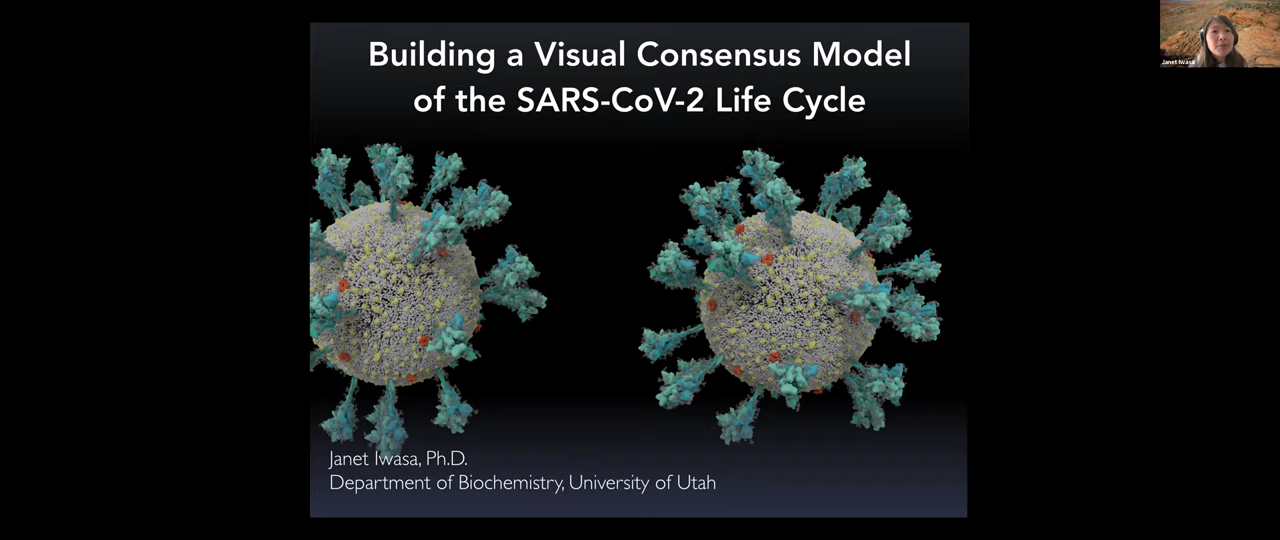 Building a Visual Consensus Model
of the SARS-CoV-2 Life Cycle
Janet Iwasa, Ph.D.
Department of Biochemistry, University of Utah
Janet Iwasa